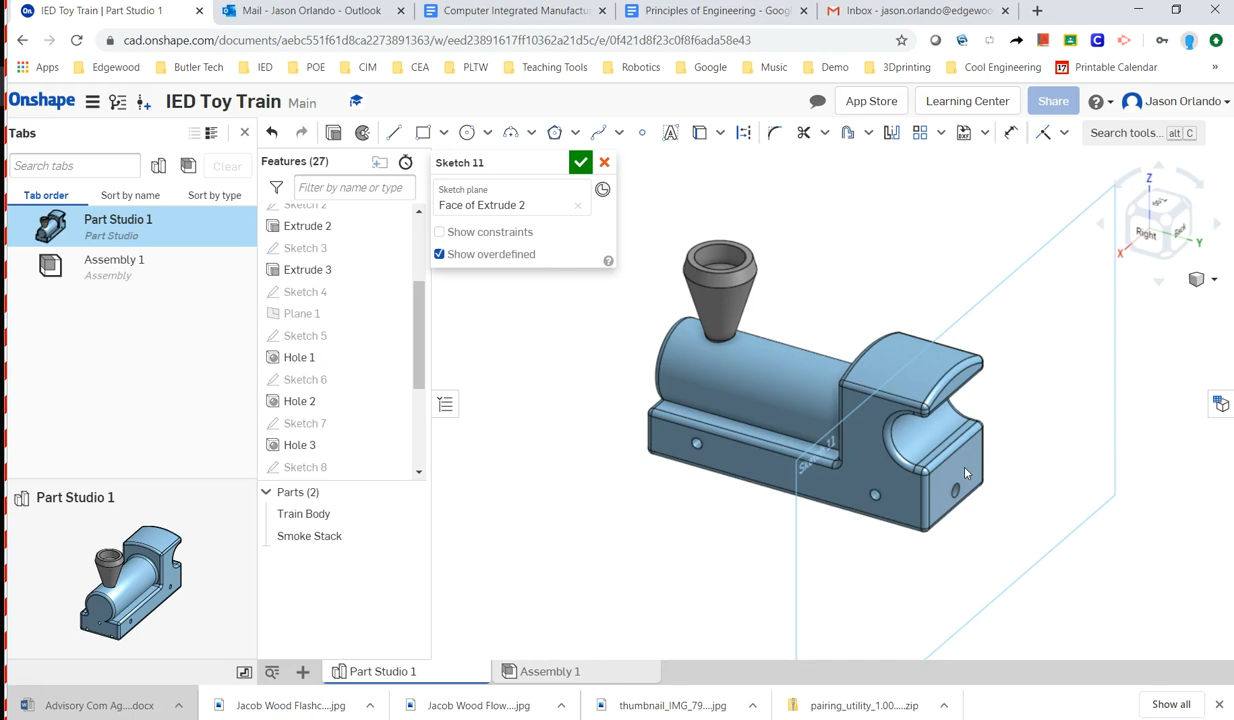 IED Toy Train | Part Studio 1
Mail - Jason Orlando - Outlook
Computer Integrated Manufactu
Principles of Engineering - Googl
Inbox - jason.orlando@edgewoo
cad.onshape.com/documents/aebc551f61d8ca2273891363/w/eed23891617ff10362a21d5c/e/0f421d8f23c0f8f6ada58e43
Apps Edgewood Butler Tech IED POE CIM CEA PLTW Teaching Tools Robotics Google Music Demo 3Dprinting Cool Engineering 17 Printable Calendar »
Onshape IED Toy Train Main App Store Learning Center Share Jason Orlando
Tabs
Search tools... alt C
Search tabs Clear
Tab order Sort by name Sort by type
Part Studio 1
Part Studio
Assembly 1
Assembly
Part Studio 1
Features (27)
Filter by name or type
Sketch 2
Extrude 2
Sketch 3
Extrude 3
Sketch 4
Plane 1
Sketch 5
Hole 1
Sketch 6
Hole 2
Sketch 7
Hole 3
Sketch 8
Parts (2)
Train Body
Smoke Stack
Sketch 11
Sketch plane
Face of Extrude 2
Show constraints
Show overdefined
Sketch 11
Z
Right
Back
X
Y
Part Studio 1
Assembly 1
Advisory Com Ag....docx
Jacob Wood Flashc....jpg
Jacob Wood Flow....jpg
thumbnail_IMG_79....jpg
pairing_utility_1.00....zip
Show all